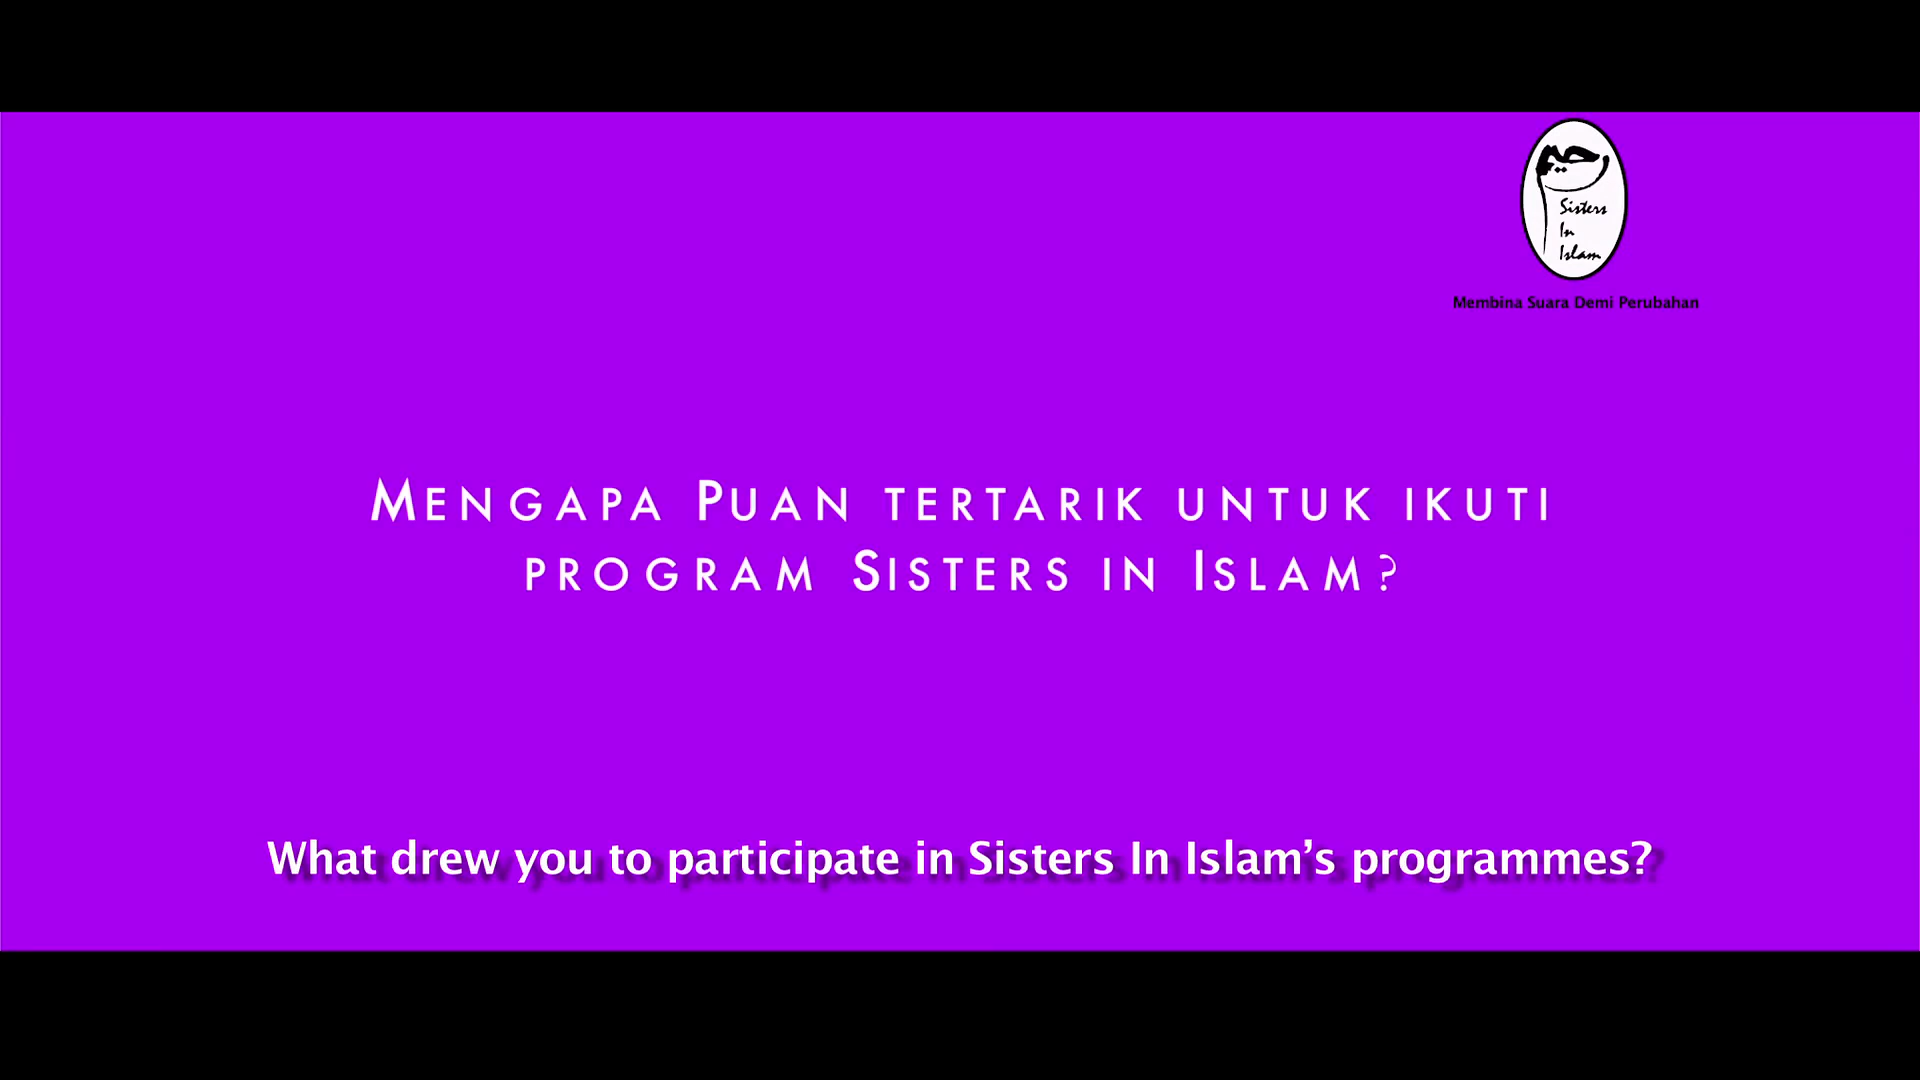 Sisters
In
Islam
Membina Suara Demi Perubahan
MENGAPA PUAN TERTARIK UNTUK IKUTI
PROGRAM SISTERS IN ISLAM?
What drew you to participate in Sisters In Islam’s programmes?